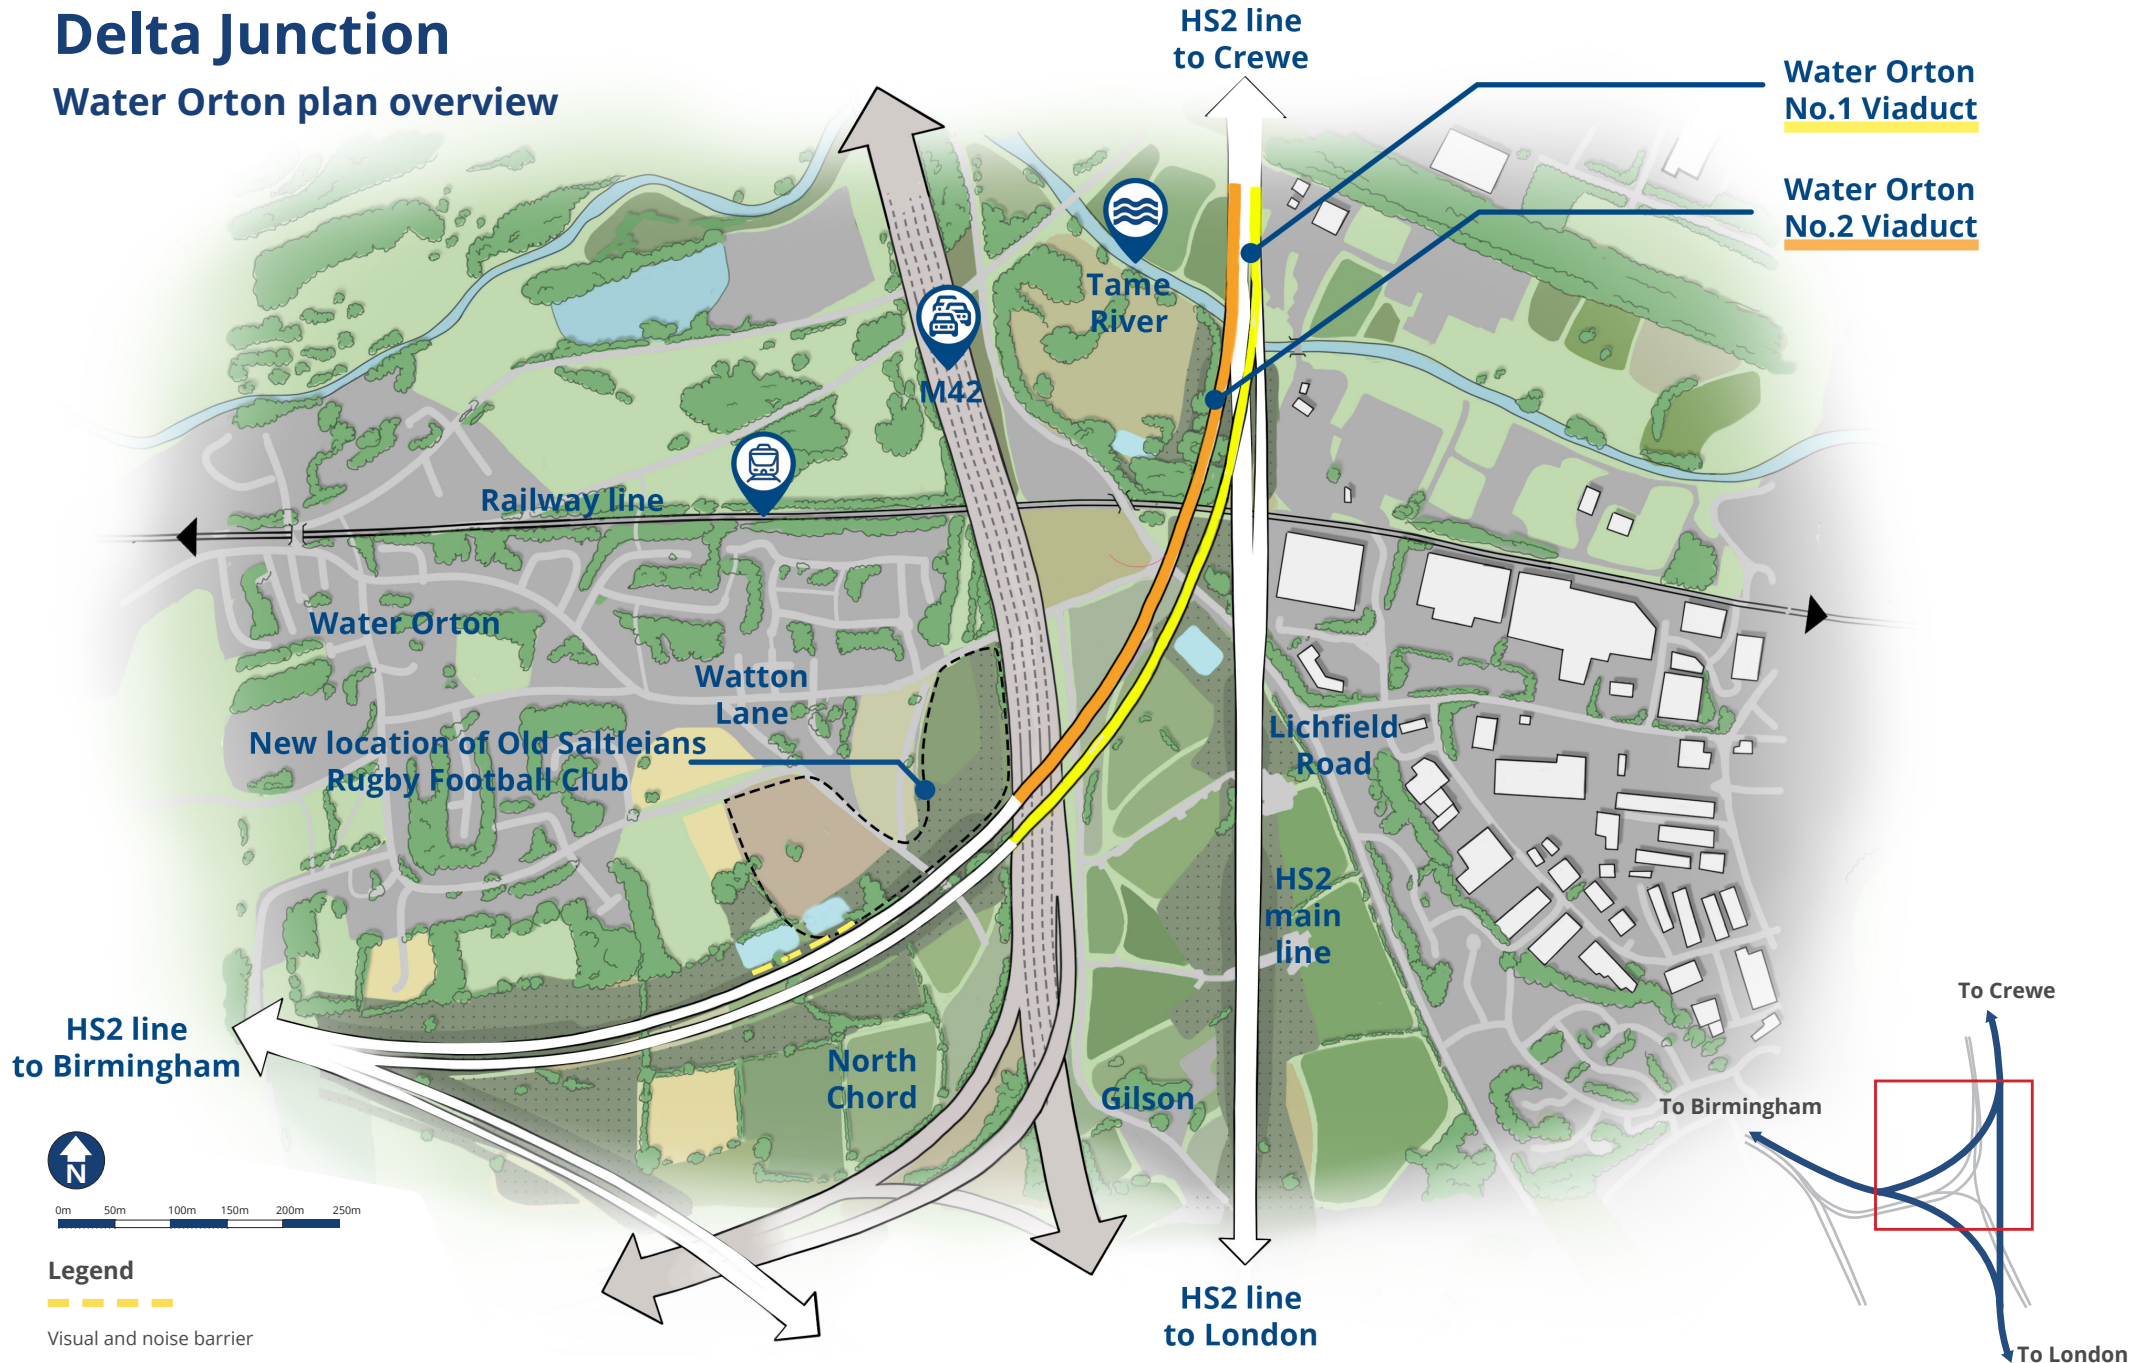 Delta Junction
Water Orton plan overview
HS2 line
to Crewe
Water Orton
No.1 Viaduct
Water Orton
No.2 Viaduct
Tame
River
M42
Railway line
Water Orton
Watton
Lane
New location of Old Saltleians
Rugby Football Club
Lichfield
Road
HS2
main
line
HS2 line
to Birmingham
North
Chord
Gilson
To Crewe
To Birmingham
To London
N
0m 50m 100m 150m 200m 250m
Legend
Visual and noise barrier
HS2 line
to London